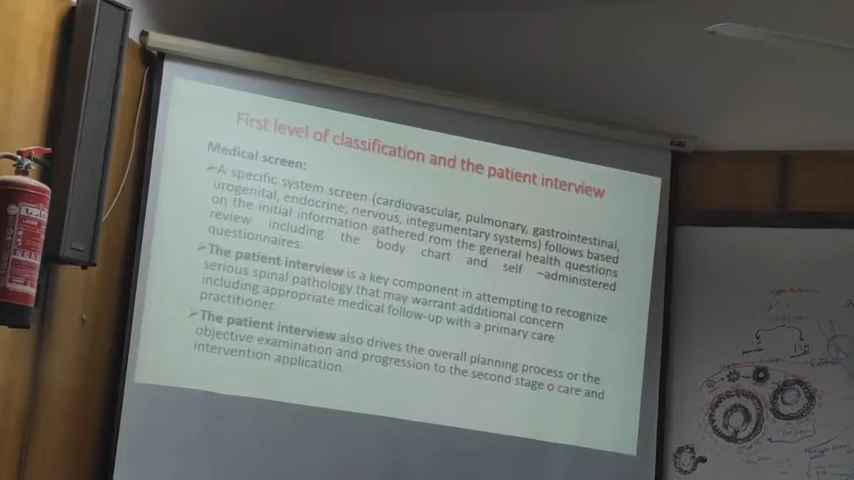 First level of classification and the patient interview
Medical screen:
➢A specific system screen (cardiovascular, pulmonary, gastrointestinal,
urogenital, endocrine, nervous, integumentary systems) follows based
on the initial information gathered rom the general health questions
review including the body chart and self –administered
questionnaires.
➢The patient interview is a key component in attempting to recognize
serious spinal pathology that may warrant additional concern
including appropriate medical follow-up with a primary care
practitioner.
➢The patient interview also drives the overall planning process or the
objective examination and progression to the second stage o care and
intervention application.